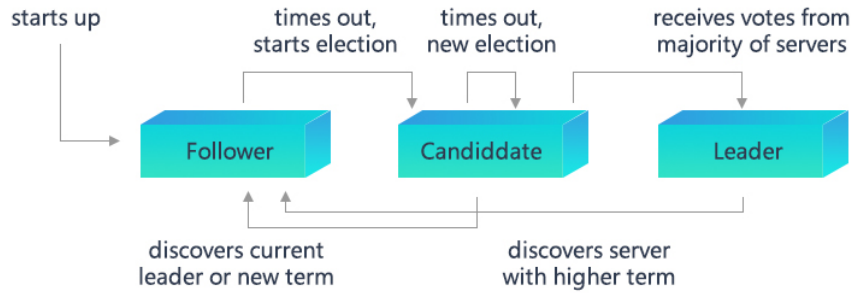 starts up
times out,
starts election
times out,
new election
receives votes from
majority of servers
Follower
Candiddate
Leader
discovers current
leader or new term
discovers server
with higher term